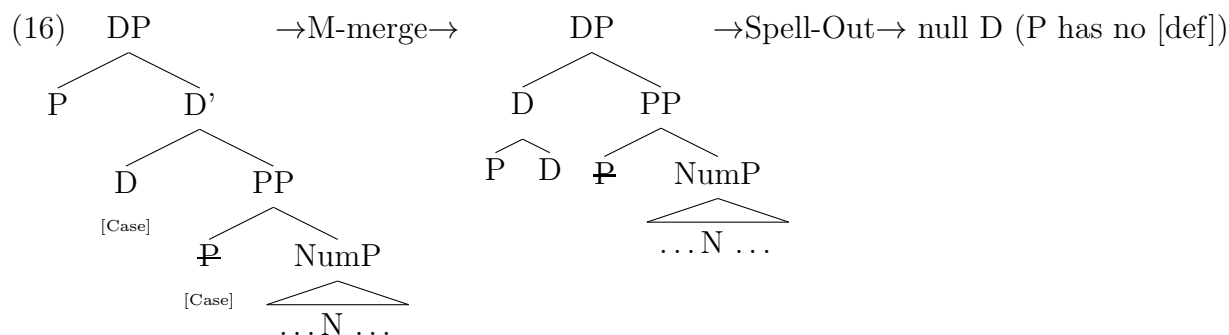 (16) DP →M-merge→ DP →Spell-Out→ null D (P has no [def])
P D' D PP
D PP P D P NumP
[Case]
P NumP ...N ...
[Case]
...N ...